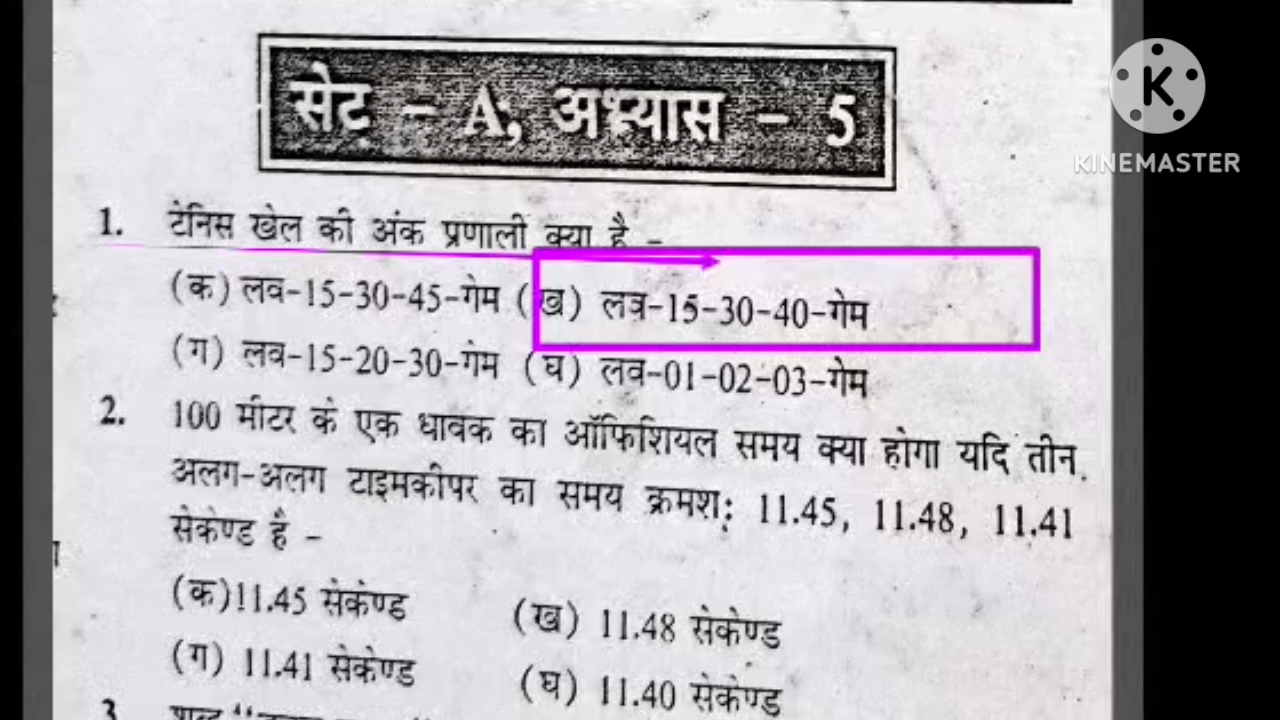 KINEMASTER
सेट - A; अभ्यास - 5
1. टेनिस खेल की अंक प्रणाली क्या है -
(क) लव-15-30-45-गेम (ख) लव-15-30-40-गेम
(ग) लव-15-20-30-गेम (घ) लव-01-02-03-गेम
2. 100 मीटर के एक धावक का ऑफिशियल समय क्या होगा यदि तीन
अलग-अलग टाइमकीपर का समय क्रमश: 11.45, 11.48, 11.41
सेकेण्ड है -
(क) 11.45 सेकेण्ड (ख) 11.48 सेकेण्ड
(ग) 11.41 सेकेण्ड (घ) 11.40 सेकेण्ड
3. शब्द